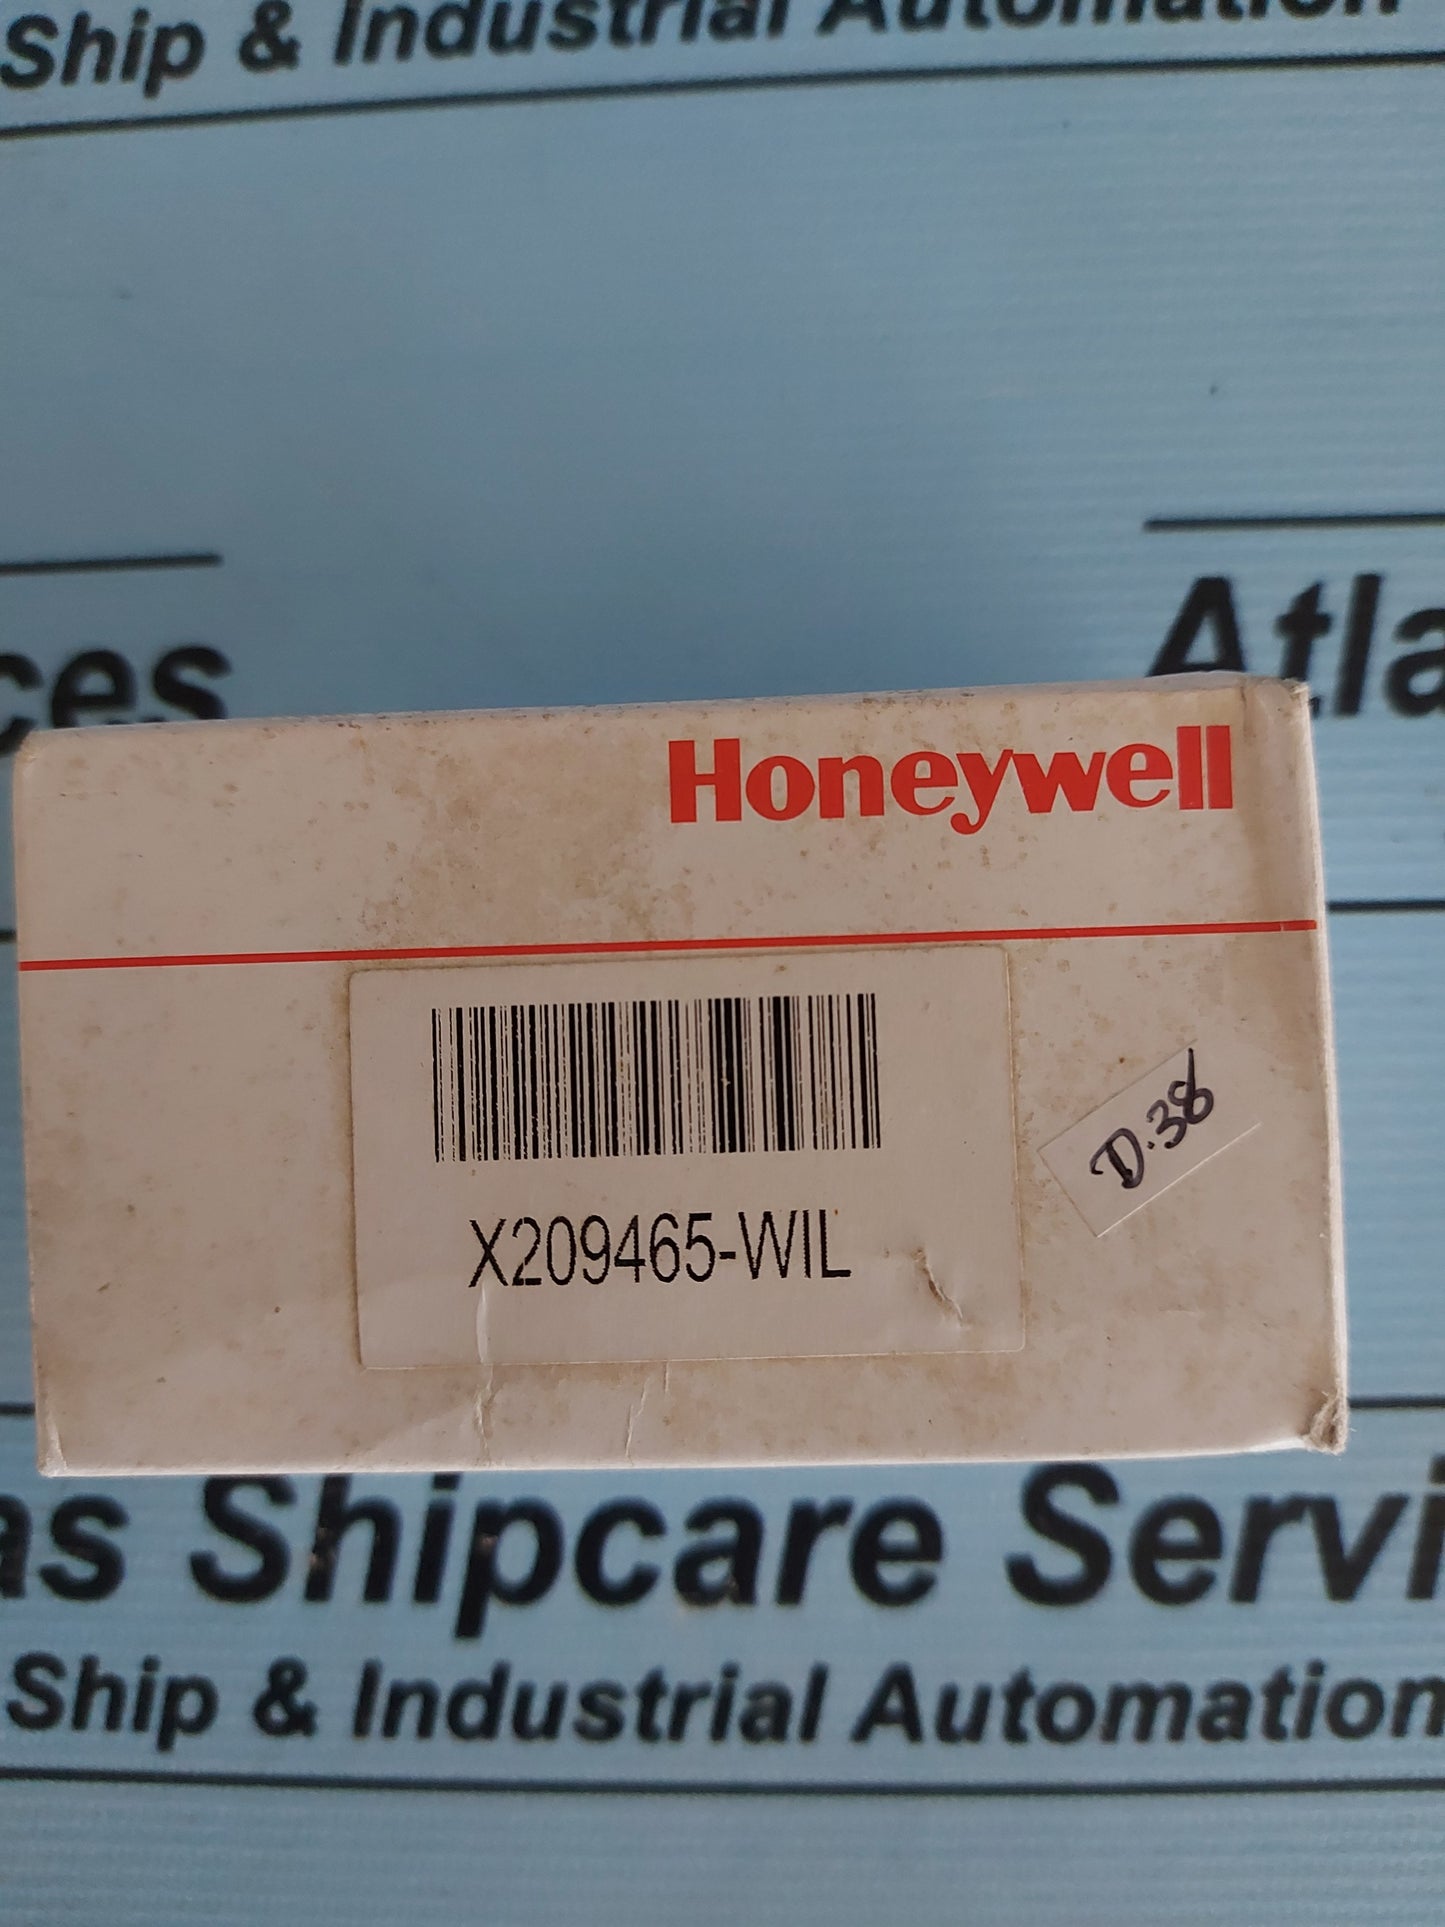 Ship & Industrial Automation
ces
Atla
Honeywell
X209465-WIL
D.38
as Shipcare Servi
Ship & Industrial Automation